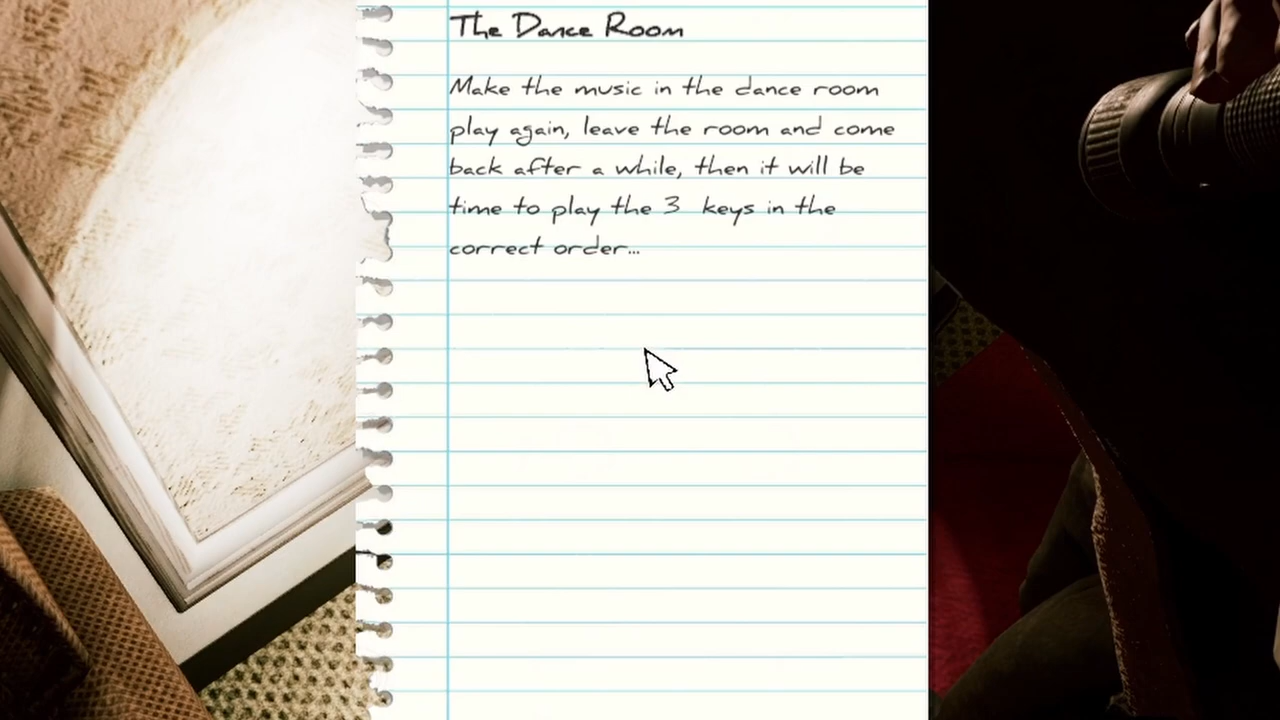 The Dance Room
Make the music in the dance room
play again, leave the room and come
back after a while, then it will be
time to play the 3 keys in the
correct order...